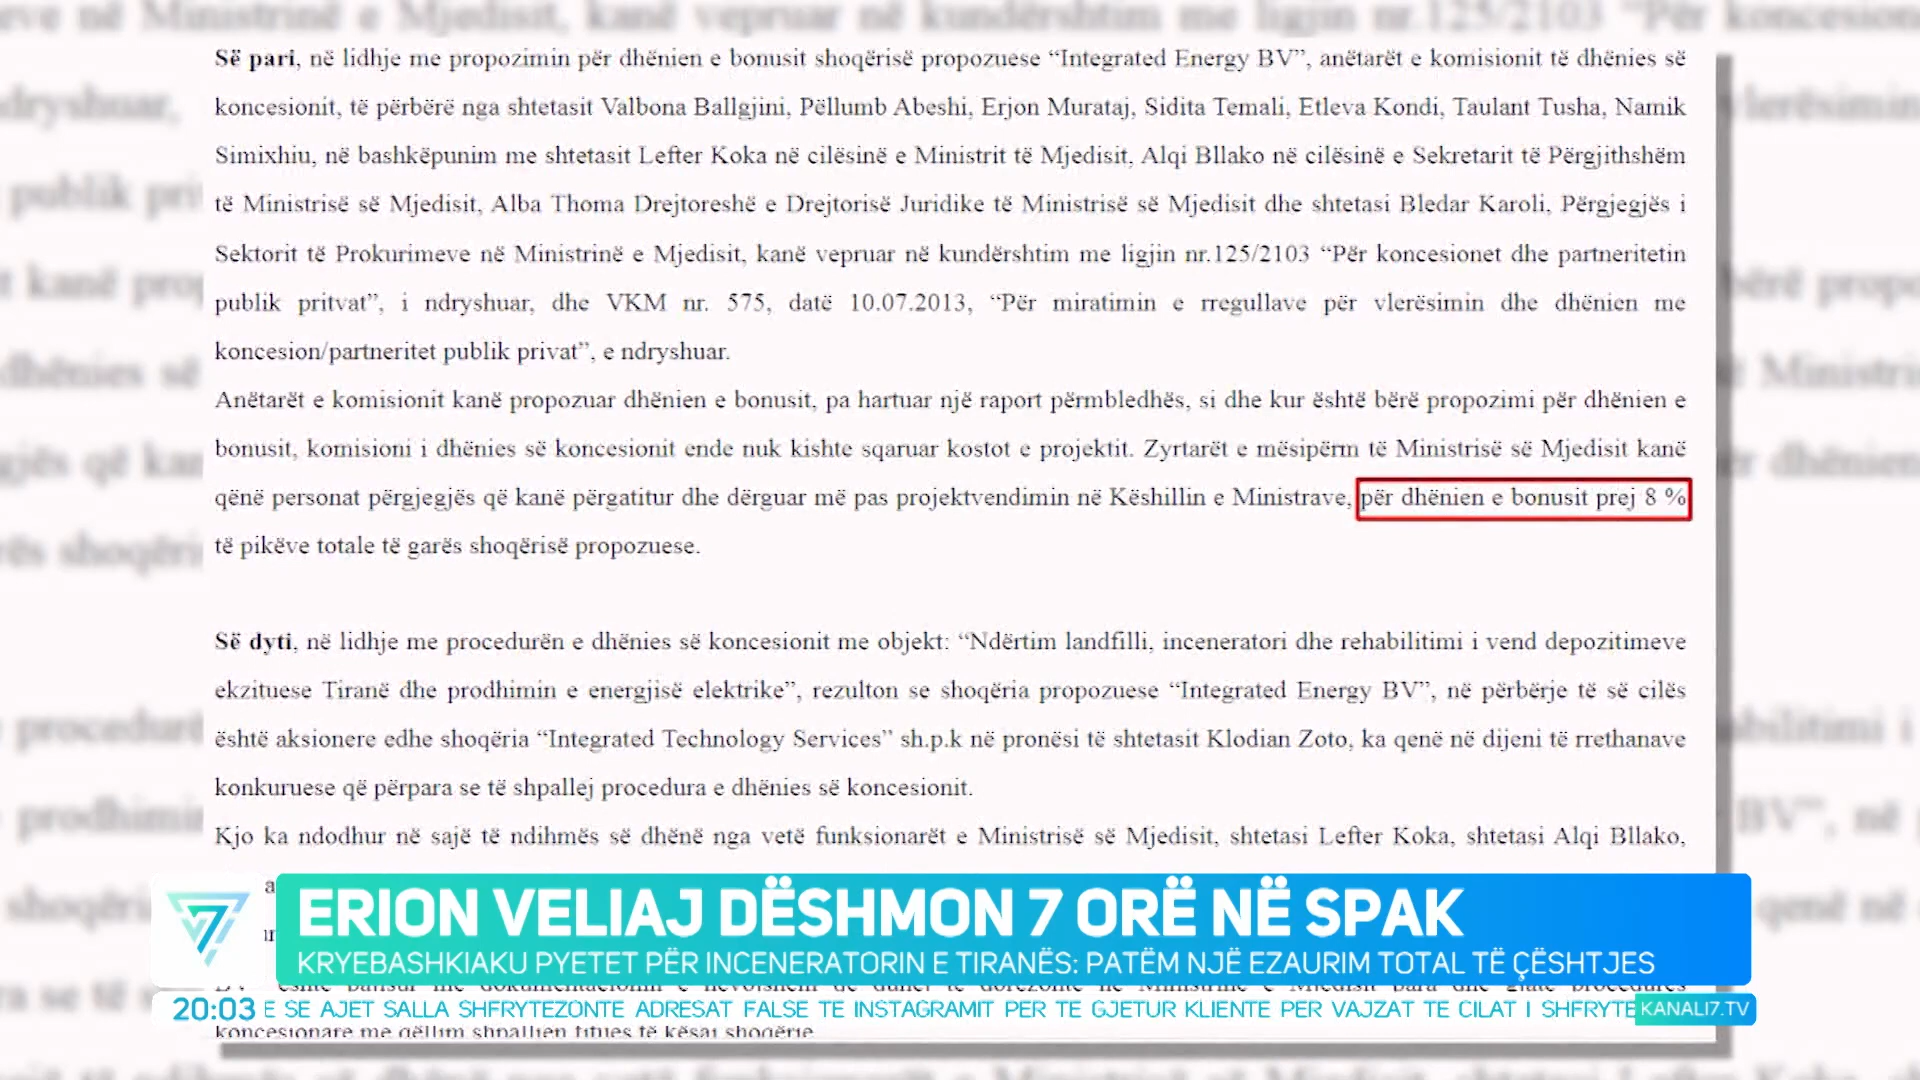 Së pari, në lidhje me propozimin për dhënien e bonusit shoqërisë propozuese “Integrated Energy BV”, anëtarët e komisionit të dhënies së
koncesionit, të përbërë nga shtetasit Valbona Ballgjini, Pëllumb Abeshi, Erjon Murataj, Sidita Temali, Etleva Kondi, Taulant Tusha, Namik
Simixhiu, në bashkëpunim me shtetasit Lefter Koka në cilësinë e Ministrit të Mjedisit, Alqi Bllako në cilësinë e Sekretarit të Përgjithshëm
të Ministrisë së Mjedisit, Alba Thoma Drejtoreshë e Drejtorisë Juridike të Ministrisë së Mjedisit dhe shtetasi Bledar Karoli, Përgjegjës i
Sektorit të Prokurimeve në Ministrinë e Mjedisit, kanë vepruar në kundërshtim me ligjin nr.125/2103 “Për koncesionet dhe partneritetin
publik pritvat”, i ndryshuar, dhe VKM nr. 575, datë 10.07.2013, “Për miratimin e rregullave për vlerësimin dhe dhënien me
koncesion/partneritet publik privat”, e ndryshuar.
Anëtarët e komisionit kanë propozuar dhënien e bonusit, pa hartuar një raport përmbledhës, si dhe kur është bërë propozimi për dhënien e
bonusit, komisioni i dhënies së koncesionit ende nuk kishte sqaruar kostot e projektit. Zyrtarët e mësipërm të Ministrisë së Mjedisit kanë
qënë personat përgjegjës që kanë përgatitur dhe dërguar më pas projektvendimin në Këshillin e Ministrave, për dhënien e bonusit prej 8 %
të pikëve totale të garës shoqërisë propozuese.
Së dyti, në lidhje me procedurën e dhënies së koncesionit me objekt: “Ndërtim landfilli, inceneratori dhe rehabilitimi i vend depozitimeve
ekzituese Tiranë dhe prodhimin e energjisë elektrike”, rezulton se shoqëria propozuese “Integrated Energy BV”, në përbërje të së cilës
është aksionere edhe shoqëria “Integrated Technology Services” sh.p.k në pronësi të shtetasit Klodian Zoto, ka qenë në dijeni të rrethanave
konkuruese që përpara se të shpallej procedura e dhënies së koncesionit.
Kjo ka ndodhur në sajë të ndihmës së dhënë nga vetë funksionarët e Ministrisë së Mjedisit, shtetasi Lefter Koka, shtetasi Alqi Bllako,
ERION VELIAJ DËSHMON 7 ORË NË SPAK
KRYEBASHKIAKU PYETET PËR INCENERATORIN E TIRANËS: PATËM NJË EZAURIM TOTAL TË ÇËSHTJES
20:03 E SE AJET SALLA SHFRYTEZONTE ADRESAT FALSE TE INSTAGRAMIT PER TE GJETUR KLIENTE PER VAJZAT TE CILAT I SHFRYTE KANALI7.TV
koncesionare me qëllim shpalljen fitues të kësaj shoqërie.